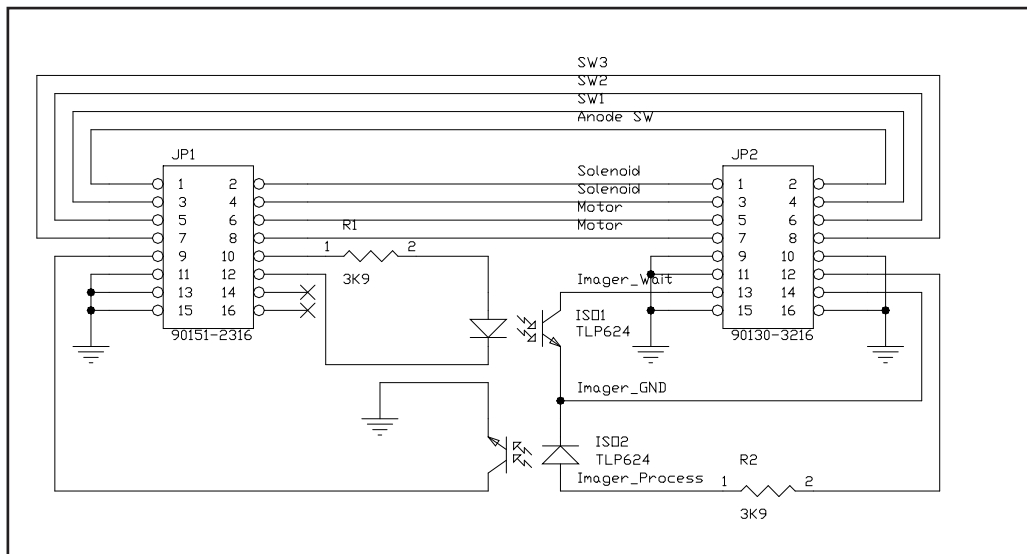 SW3
SW2
SW1
Anode SW
JP1
JP2
1 2
3 4
5 6
7 8
9 10
11 12
13 14
15 16
90151-2316
Solenoid
Solenoid
Motor
Motor
1 2
3 4
5 6
7 8
9 10
11 12
13 14
15 16
90130-3216
R1
1 2
3K9
Imager_Wait
ISO1
TLP624
Imager_GND
ISO2
TLP624
Imager_Process
R2
1 2
3K9